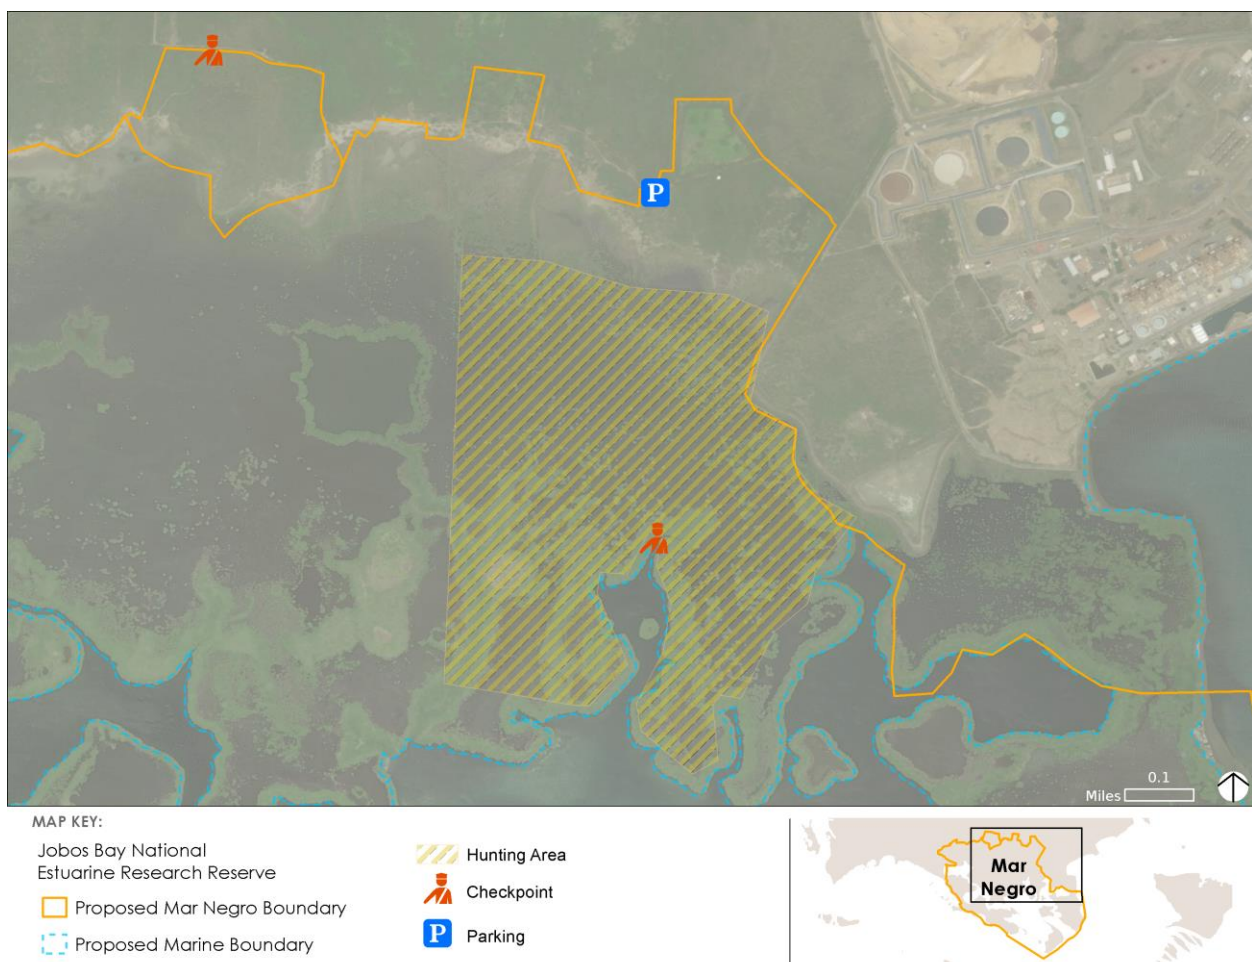 P
0.1
Miles
MAP KEY:
Jobos Bay National
Estuarine Research Reserve
Proposed Mar Negro Boundary
Proposed Marine Boundary
Hunting Area
Checkpoint
P Parking
Mar
Negro